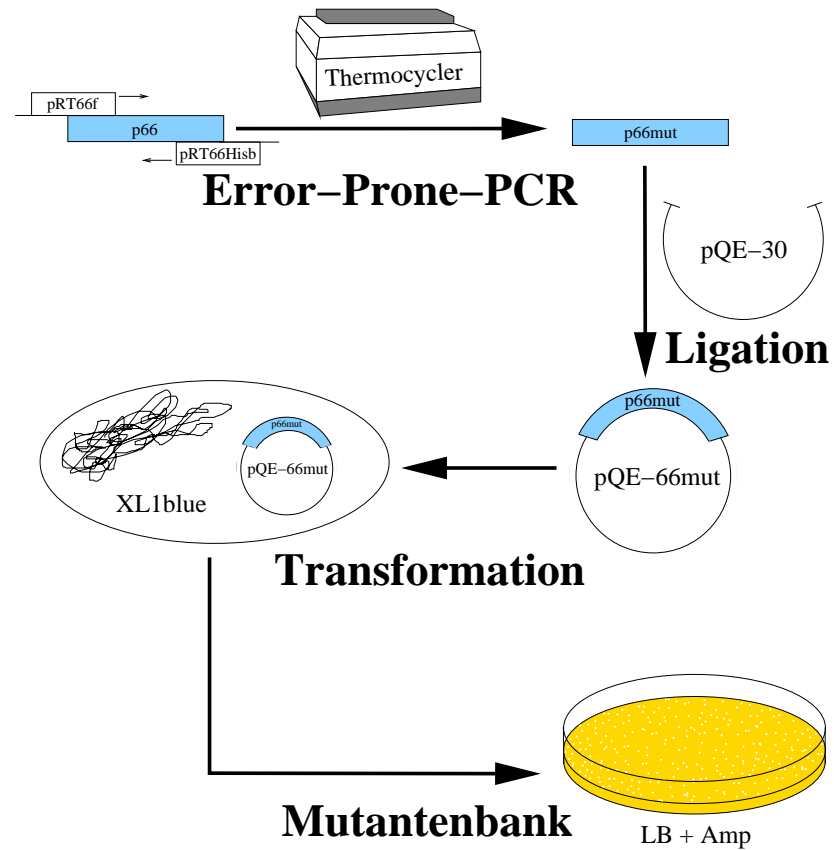 Thermocycler
pRT66f
p66
pRT66Hisb
p66mut
Error−Prone−PCR
pQE−30
Ligation
p66mut
pQE−66mut
p66mut
pQE−66mut
XL1blue
Transformation
Mutantenbank
LB + Amp